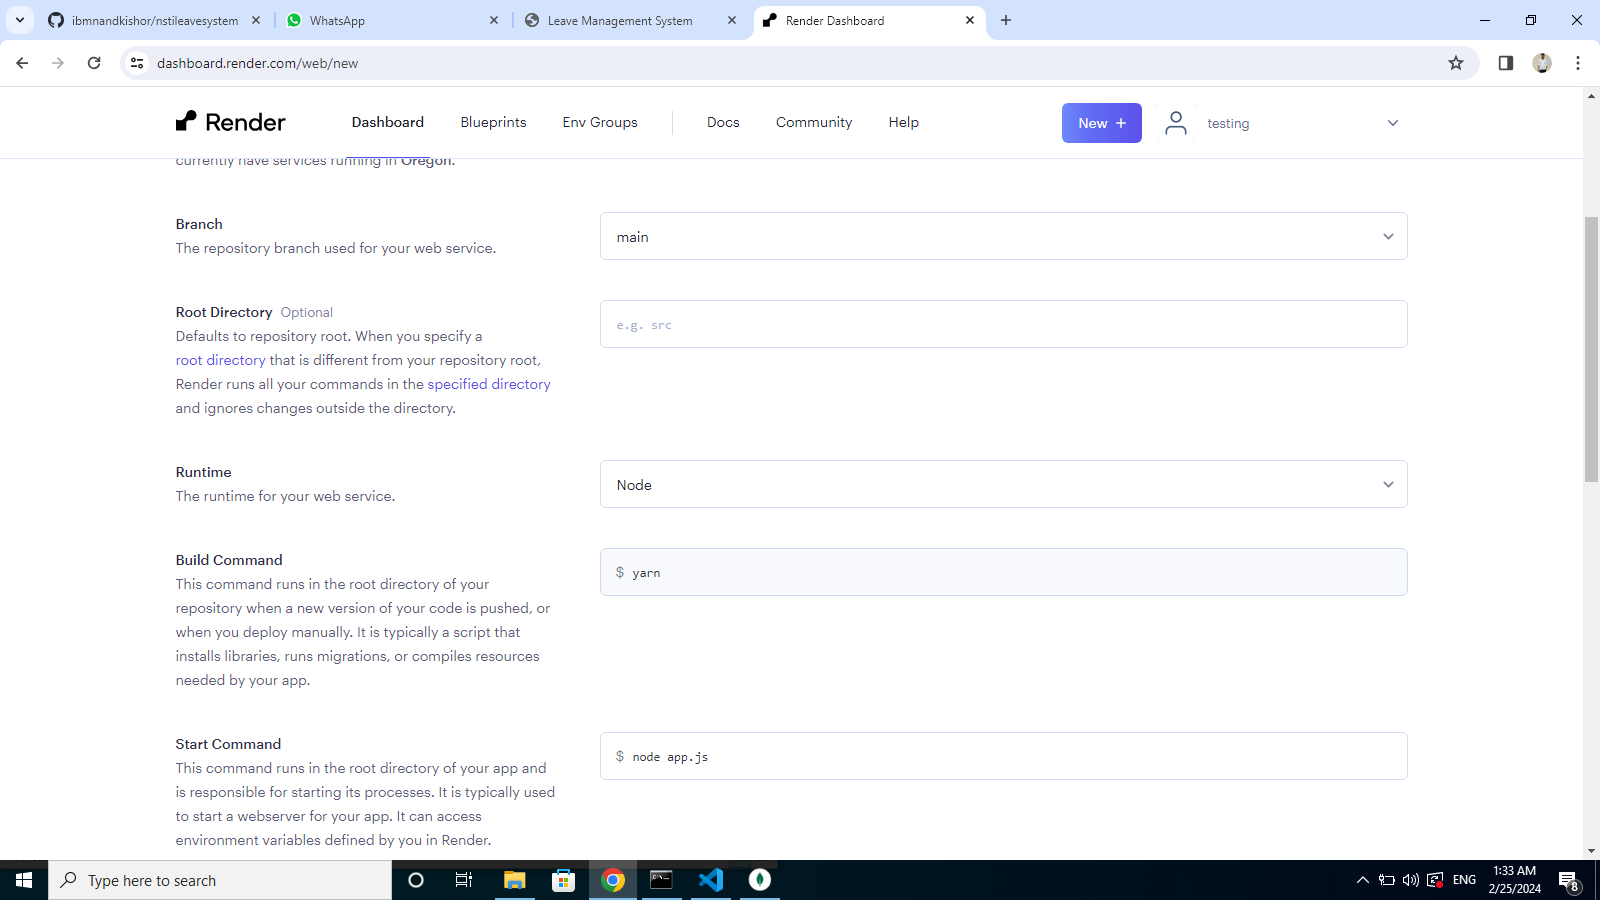 ibmnandkishor/nstileavesystem
WhatsApp
Leave Management System
Render Dashboard
dashboard.render.com/web/new
Render
Dashboard
Blueprints
Env Groups
Docs
Community
Help
New +
testing
currently have services running in Oregon.
Branch
The repository branch used for your web service.
main
Root Directory Optional
Defaults to repository root. When you specify a
root directory that is different from your repository root,
Render runs all your commands in the specified directory
and ignores changes outside the directory.
e.g. src
Runtime
The runtime for your web service.
Node
Build Command
This command runs in the root directory of your
repository when a new version of your code is pushed, or
when you deploy manually. It is typically a script that
installs libraries, runs migrations, or compiles resources
needed by your app.
$ yarn
Start Command
This command runs in the root directory of your app and
is responsible for starting its processes. It is typically used
to start a webserver for your app. It can access
environment variables defined by you in Render.
$ node app.js
Type here to search
ENG
1:33 AM
2/25/2024
8